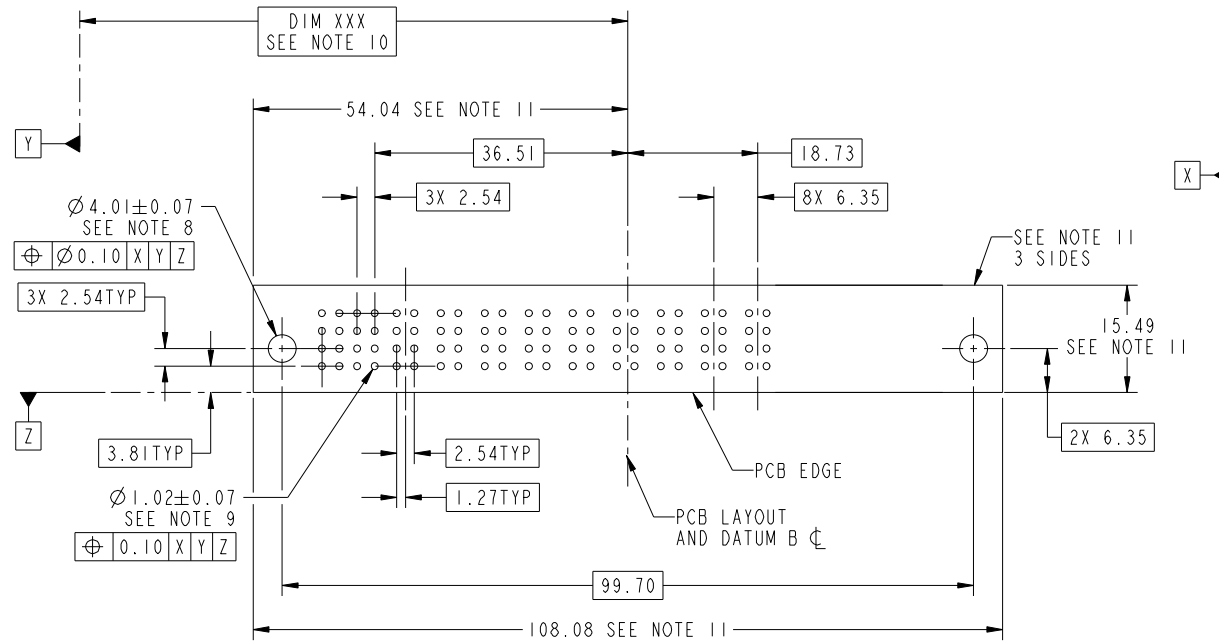 DIM XXX
SEE NOTE 10
54.04 SEE NOTE 11
Y
36.51
18.73
X
3X 2.54
8X 6.35
Ø4.01±0.07
SEE NOTE 8
⌖ Ø0.10 X Y Z
SEE NOTE 11
3 SIDES
3X 2.54TYP
15.49
SEE NOTE 11
Z
3.81TYP
2.54TYP
2X 6.35
PCB EDGE
Ø1.02±0.07
SEE NOTE 9
⌖ 0.10 X Y Z
1.27TYP
PCB LAYOUT
AND DATUM B ℄
99.70
108.08 SEE NOTE 11